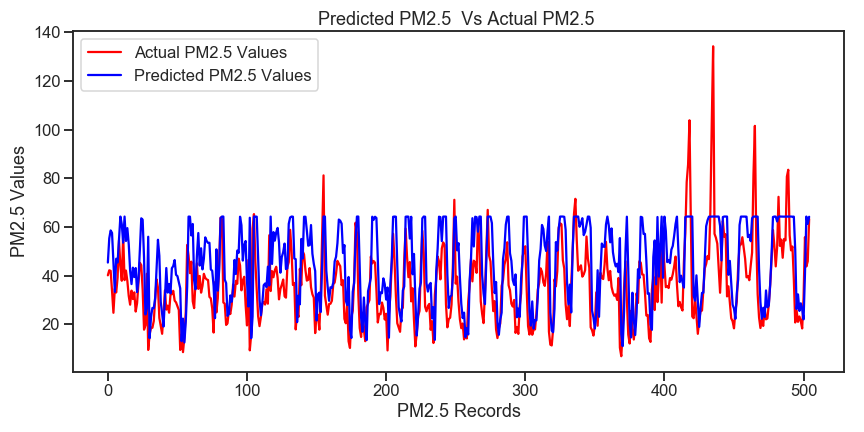 Predicted PM2.5  Vs Actual PM2.5
Actual PM2.5 Values
Predicted PM2.5 Values
PM2.5 Values
140
120
100
80
60
40
20
0
100
200
300
400
500
PM2.5 Records